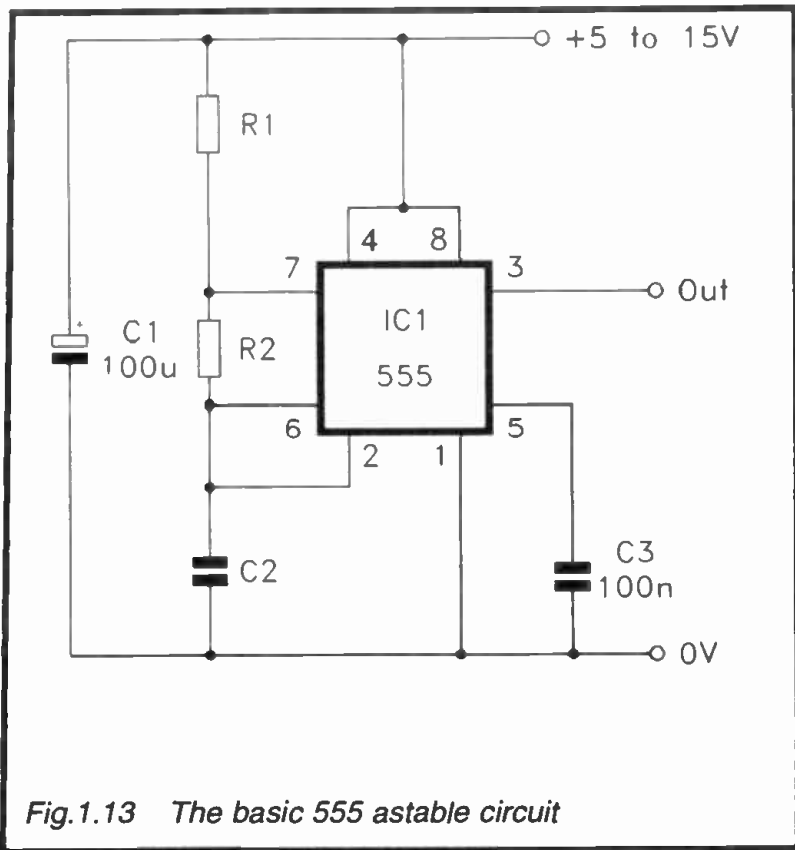 +5 to 15V
R1
4 8
7 3
Out
IC1
555
C1
100u
+
R2
6 5
2 1
C2
C3
100n
0V
Fig.1.13 The basic 555 astable circuit